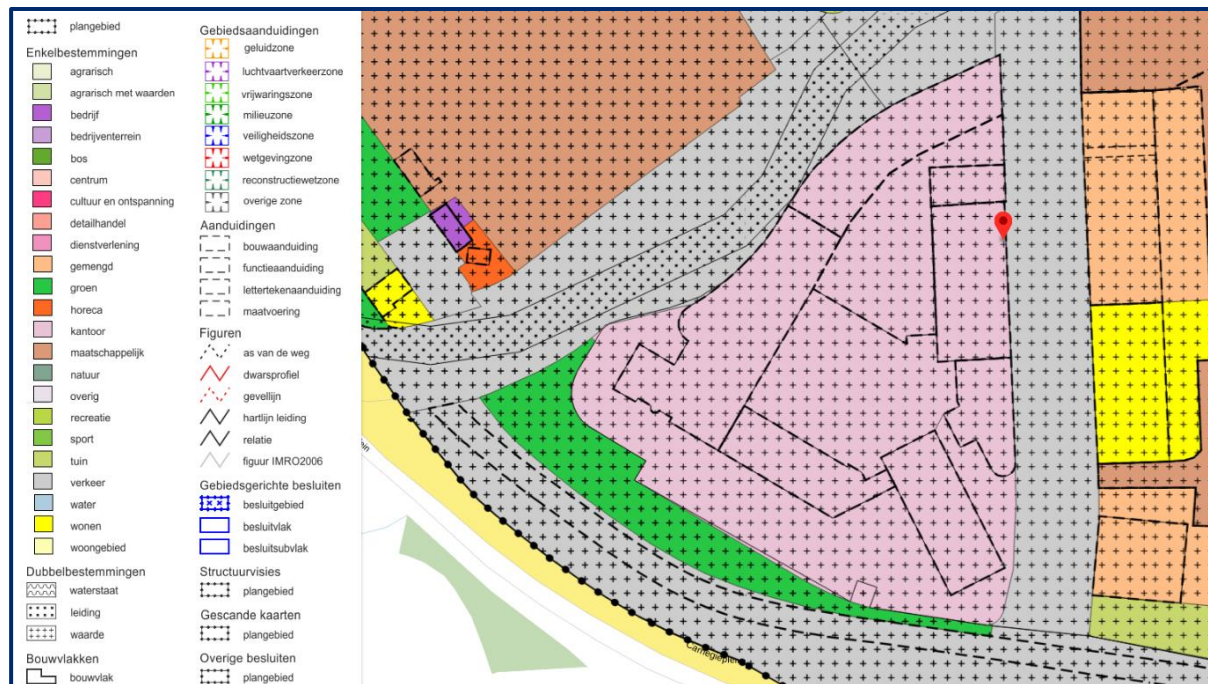 plangebied
Enkelbestemmingen
agrarisch
agrarisch met waarden
bedrijf
bedrijventerrein
bos
centrum
cultuur en ontspanning
detailhandel
dienstverlening
gemengd
groen
horeca
kantoor
maatschappelijk
natuur
overig
recreatie
sport
tuin
verkeer
water
wonen
woongebied
Dubbelbestemmingen
waterstaat
leiding
waarde
Bouwvlakken
bouwvlak
Gebiedsaanduidingen
geluidzone
luchtvaartverkeerzone
vrijwaringszone
milieuzone
veiligheidszone
wetgevingzone
reconstructiewetzone
overige zone
Aanduidingen
bouwaanduiding
functieaanduiding
lettertekenaanduiding
maatvoering
Figuren
as van de weg
dwarsprofiel
gevellijn
hartlijn leiding
relatie
figuur IMRO2006
Gebiedsgerichte besluiten
besluitgebied
besluitvlak
besluitsubvlak
Structuurvisies
plangebied
Gescande kaarten
plangebied
Overige besluiten
plangebied